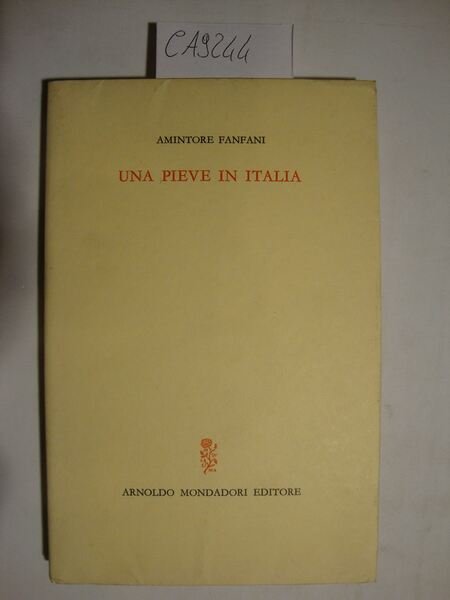 CA9244
AMINTORE FANFANI
UNA PIEVE IN ITALIA
ARNOLDO MONDADORI EDITORE